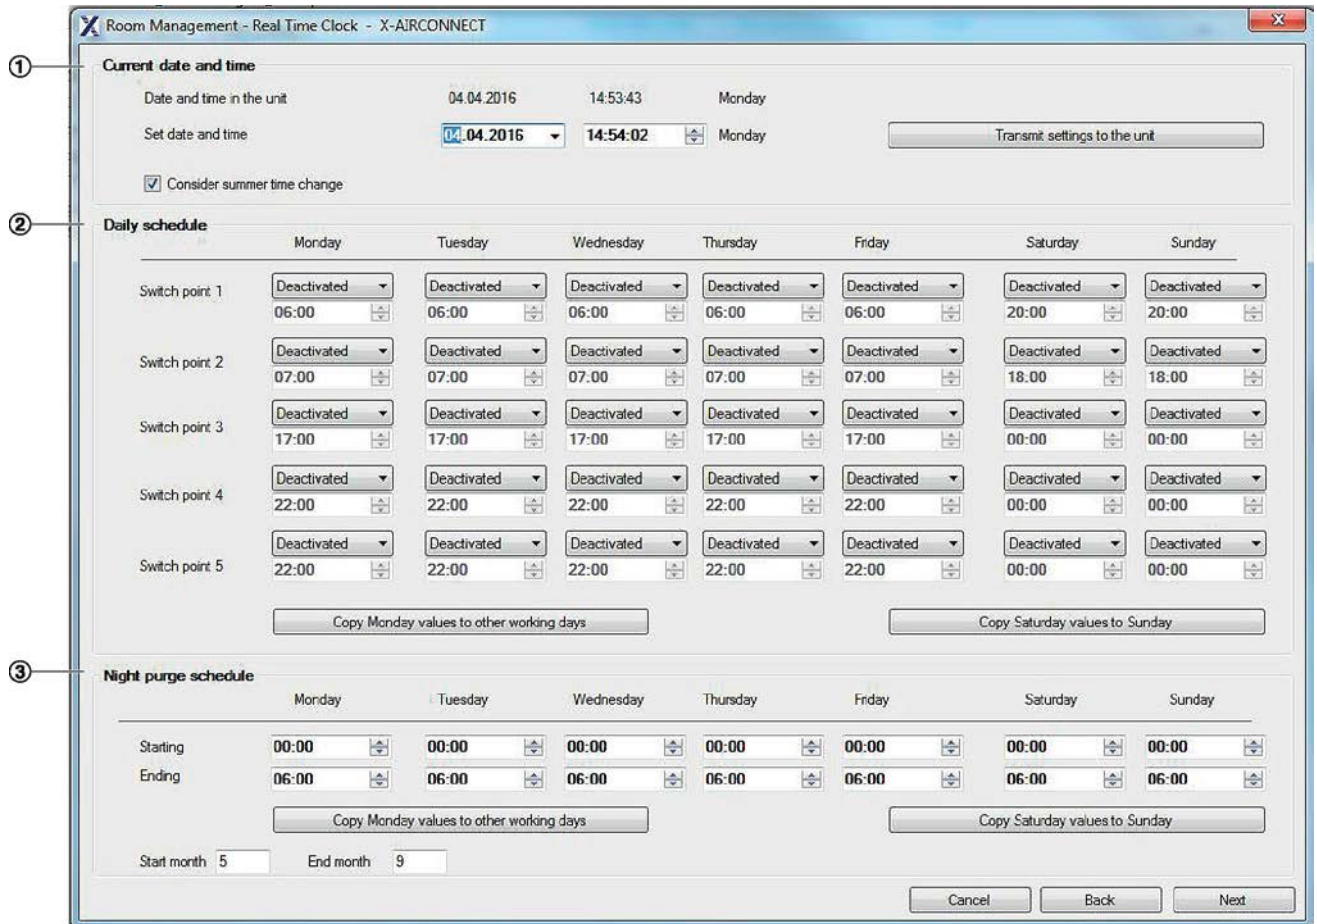 Room Management - Real Time Clock - X-AIRCONNECT
①
Current date and time
Date and time in the unit 04.04.2016 14:53:43 Monday
Set date and time 04.04.2016 14:54:02 Monday Transmit settings to the unit
Consider summer time change
②
Daily schedule
Monday Tuesday Wednesday Thursday Friday Saturday Sunday
Switch point 1
Deactivated Deactivated Deactivated Deactivated Deactivated Deactivated Deactivated
06:00 06:00 06:00 06:00 06:00 20:00 20:00
Switch point 2
Deactivated Deactivated Deactivated Deactivated Deactivated Deactivated Deactivated
07:00 07:00 07:00 07:00 07:00 18:00 18:00
Switch point 3
Deactivated Deactivated Deactivated Deactivated Deactivated Deactivated Deactivated
17:00 17:00 17:00 17:00 17:00 00:00 00:00
Switch point 4
Deactivated Deactivated Deactivated Deactivated Deactivated Deactivated Deactivated
22:00 22:00 22:00 22:00 22:00 00:00 00:00
Switch point 5
Deactivated Deactivated Deactivated Deactivated Deactivated Deactivated Deactivated
22:00 22:00 22:00 22:00 22:00 00:00 00:00
Copy Monday values to other working days Copy Saturday values to Sunday
③
Night purge schedule
Monday Tuesday Wednesday Thursday Friday Saturday Sunday
Starting 00:00 00:00 00:00 00:00 00:00 00:00 00:00
Ending 06:00 06:00 06:00 06:00 06:00 06:00 06:00
Copy Monday values to other working days Copy Saturday values to Sunday
Start month 5 End month 9
Cancel Back Next